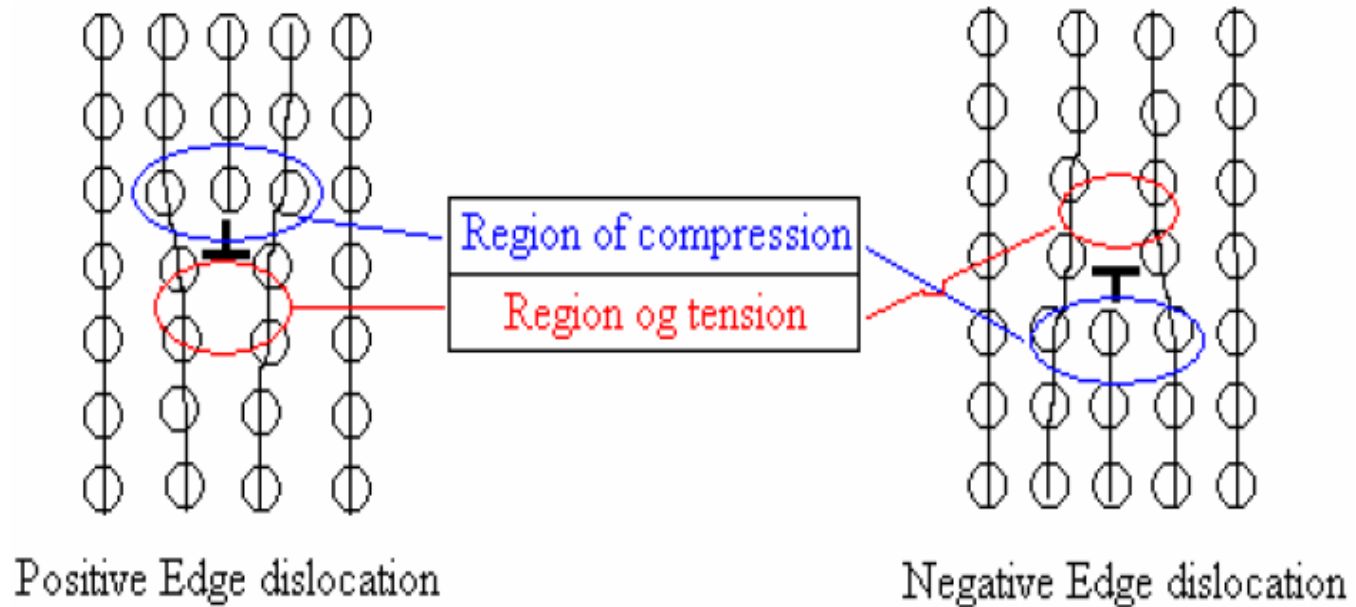 Region of compression
Region og tension
Positive Edge dislocation
Negative Edge dislocation